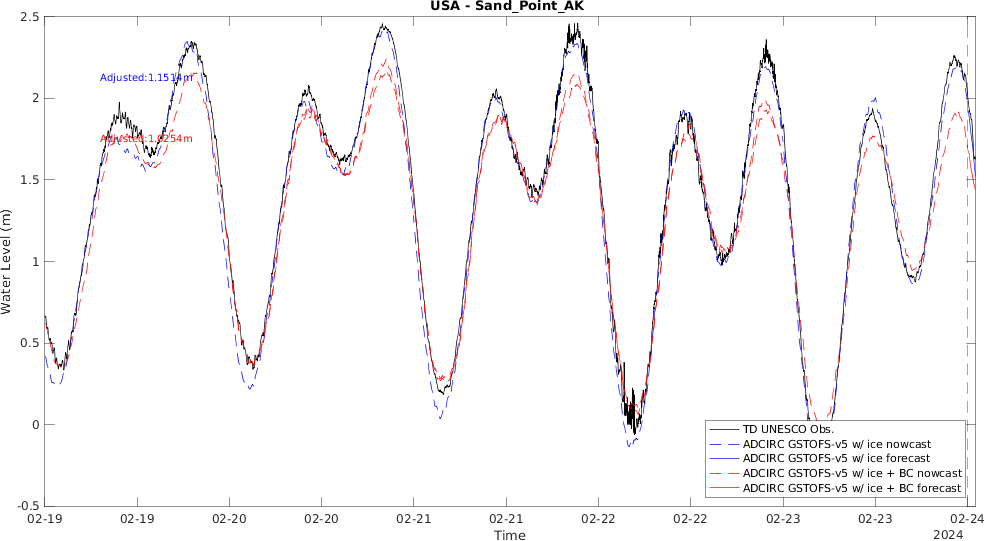 USA - Sand_Point_AK
2.5
2
1.5
1
0.5
0
-0.5
Water Level (m)
Adjusted:1.1514m
TD UNESCO Obs.
ADCIRC GSTOFS-v5 w/ ice nowcast
ADCIRC GSTOFS-v5 w/ ice forecast
ADCIRC GSTOFS-v5 w/ ice + BC nowcast
ADCIRC GSTOFS-v5 w/ ice + BC forecast
02-19 02-19 02-20 02-20 02-21 02-21 02-22 02-22 02-23 02-23 02-24
Time
2024